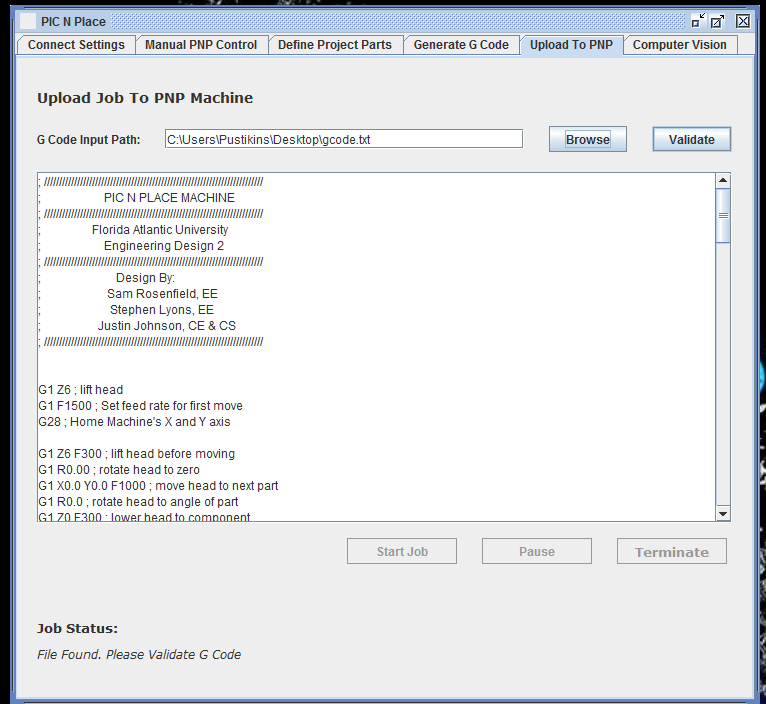 PIC N Place
Connect Settings Manual PNP Control Define Project Parts Generate G Code Upload To PNP Computer Vision
Upload Job To PNP Machine
G Code Input Path: C:\Users\Pustikins\Desktop\gcode.txt Browse Validate
; /////////////////////////////////////////////////////////////////////////
; PIC N PLACE MACHINE
; /////////////////////////////////////////////////////////////////////////
; Florida Atlantic University
; Engineering Design 2
; /////////////////////////////////////////////////////////////////////////
; Design By:
; Sam Rosenfield, EE
; Stephen Lyons, EE
; Justin Johnson, CE & CS
; /////////////////////////////////////////////////////////////////////////
G1 Z6 ; lift head
G1 F1500 ; Set feed rate for first move
G28 ; Home Machine's X and Y axis
G1 Z6 F300 ; lift head before moving
G1 R0.00 ; rotate head to zero
G1 X0.0 Y0.0 F1000 ; move head to next part
G1 R0.0 ; rotate head to angle of part
G1 Z0 F300 ; lower head to component
Start Job Pause Terminate
Job Status:
File Found. Please Validate G Code